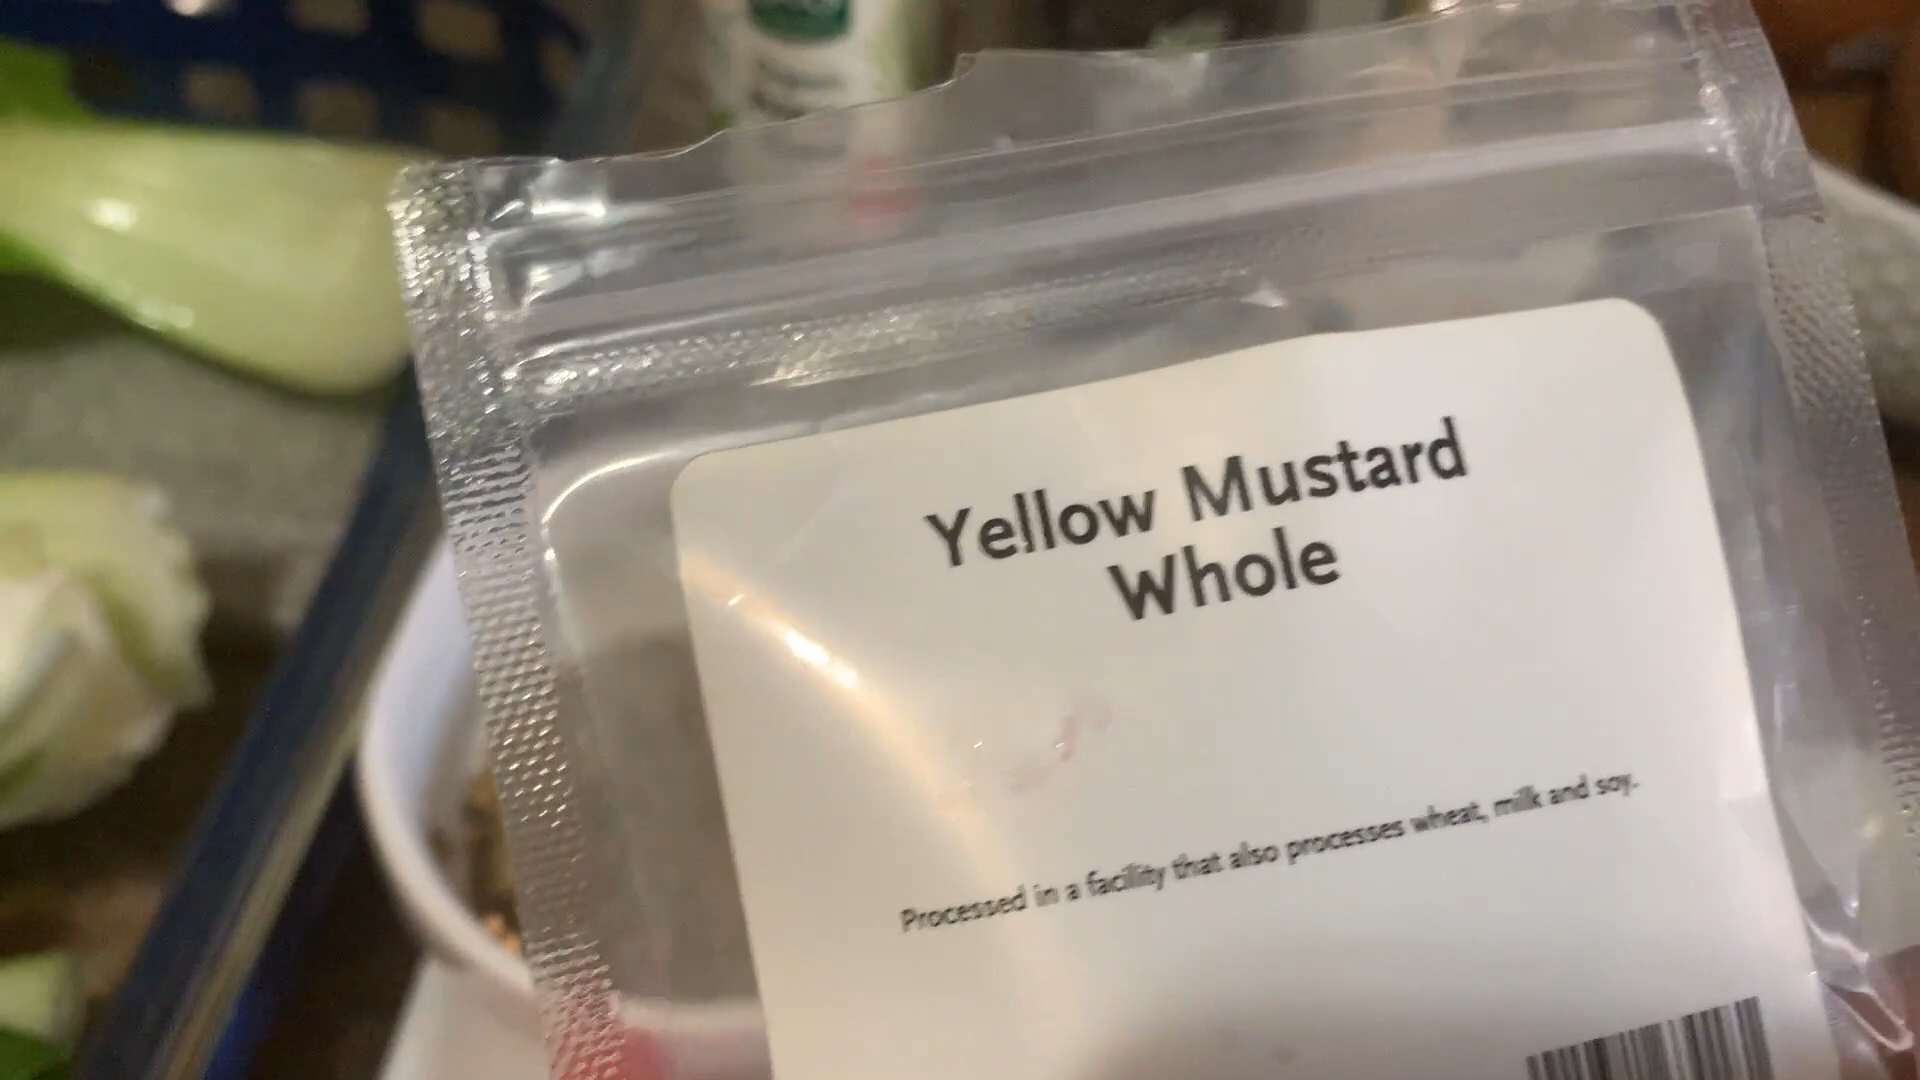 Yellow Mustard
Whole
Processed in a facility that also processes wheat, milk and soy.